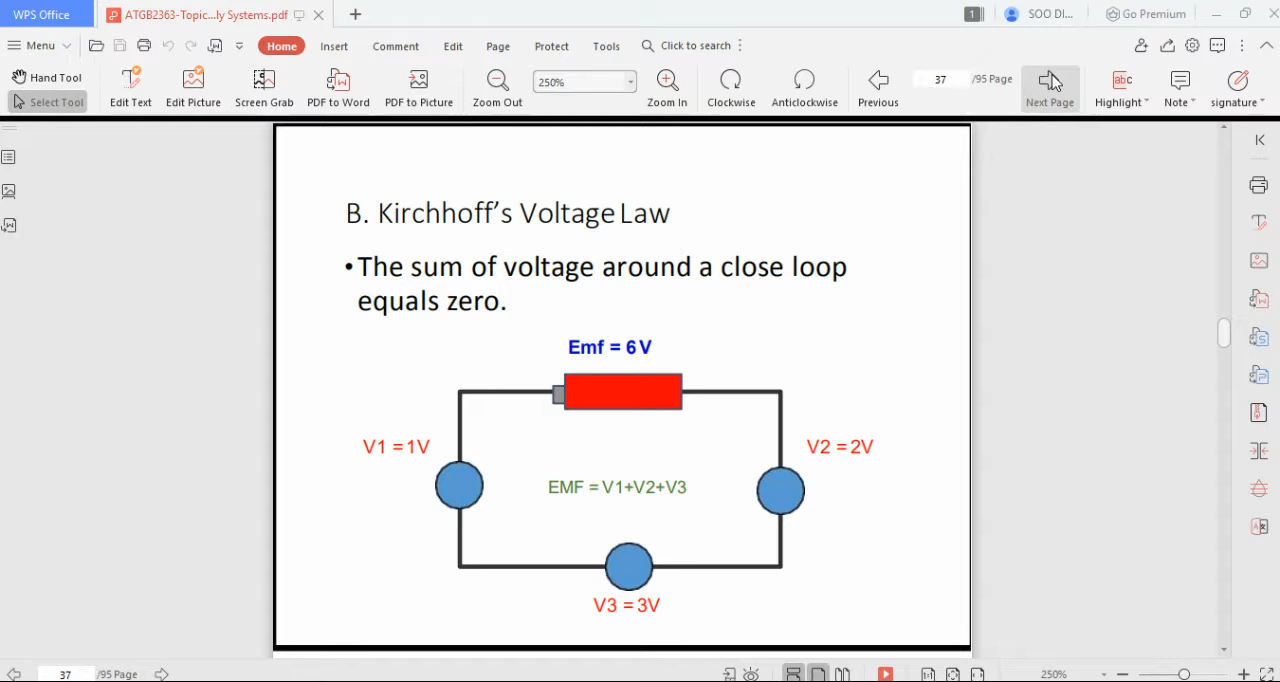 WPS Office
ATGB2363-Topic...ly Systems.pdf
1
SOO DI...
Go Premium
Menu
Home
Insert
Comment
Edit
Page
Protect
Tools
Click to search
Hand Tool
Select Tool
Edit Text
Edit Picture
Screen Grab
PDF to Word
PDF to Picture
Zoom Out
250%
Zoom In
Clockwise
Anticlockwise
Previous
37 /95 Page
Next Page
abc
Highlight
Note
signature
B. Kirchhoff's Voltage Law
•The sum of voltage around a close loop
equals zero.
Emf = 6V
V1 =1V
V2 =2V
EMF =V1+V2+V3
V3 =3V
37 /95 Page
250%